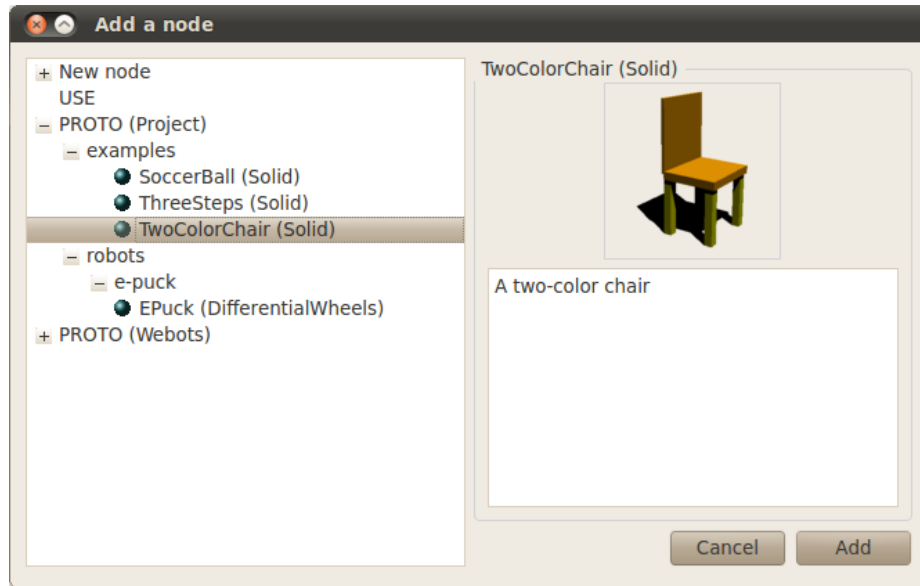 Add a node
New node
USE
PROTO (Project)
examples
SoccerBall (Solid)
ThreeSteps (Solid)
TwoColorChair (Solid)
robots
e-puck
EPuck (DifferentialWheels)
PROTO (Webots)
TwoColorChair (Solid)
A two-color chair
Cancel
Add